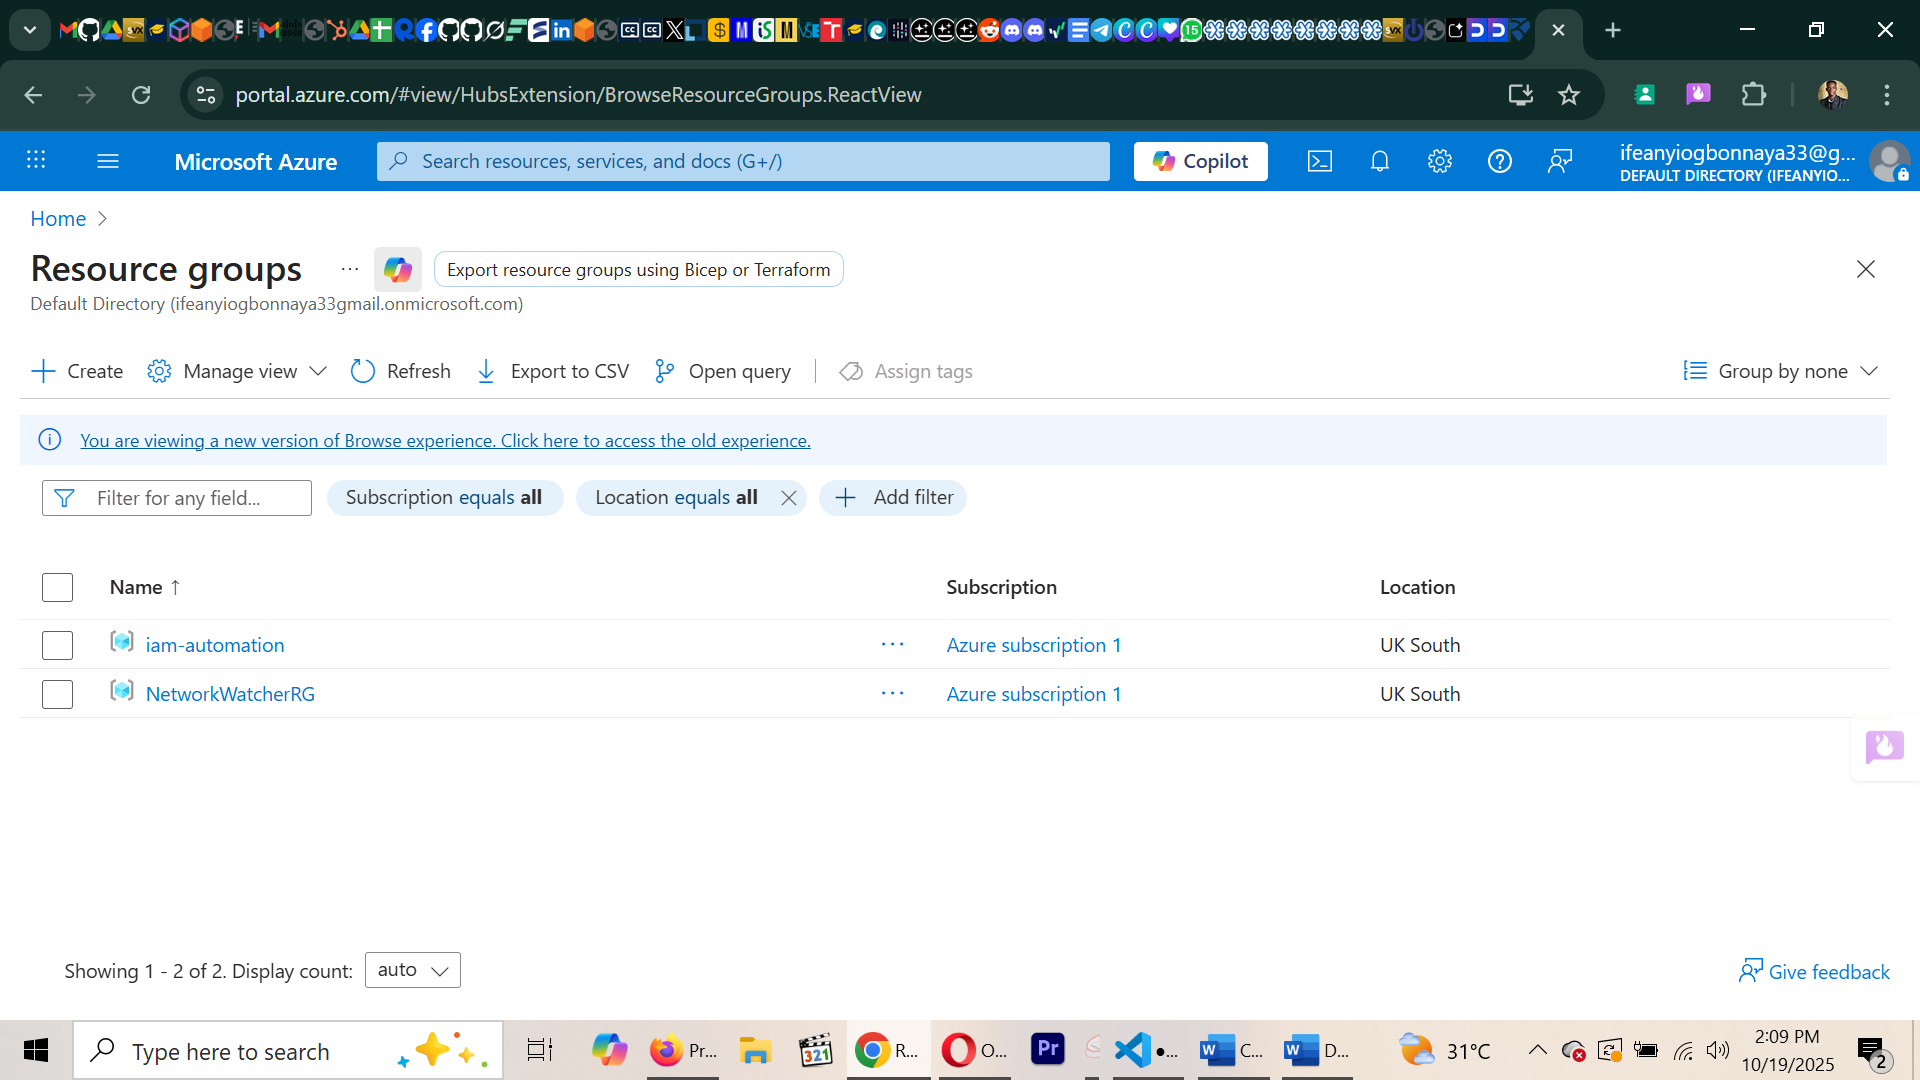 portal.azure.com/#view/HubsExtension/BrowseResourceGroups.ReactView
Microsoft Azure
Search resources, services, and docs (G+/)
Copilot
ifeanyiogbonnaya33@g...
DEFAULT DIRECTORY (IFEANYIO...
Home
Resource groups
Export resource groups using Bicep or Terraform
Default Directory (ifeanyiogbonnaya33gmail.onmicrosoft.com)
Create
Manage view
Refresh
Export to CSV
Open query
Assign tags
Group by none
You are viewing a new version of Browse experience. Click here to access the old experience.
Filter for any field...
Subscription equals all
Location equals all
Add filter
Name ↑
Subscription
Location
iam-automation
Azure subscription 1
UK South
NetworkWatcherRG
Azure subscription 1
UK South
Showing 1 - 2 of 2. Display count:
auto
Give feedback
Type here to search
Pr...
321
R...
O...
Pr
C...
D...
31°C
2:09 PM
10/19/2025
2